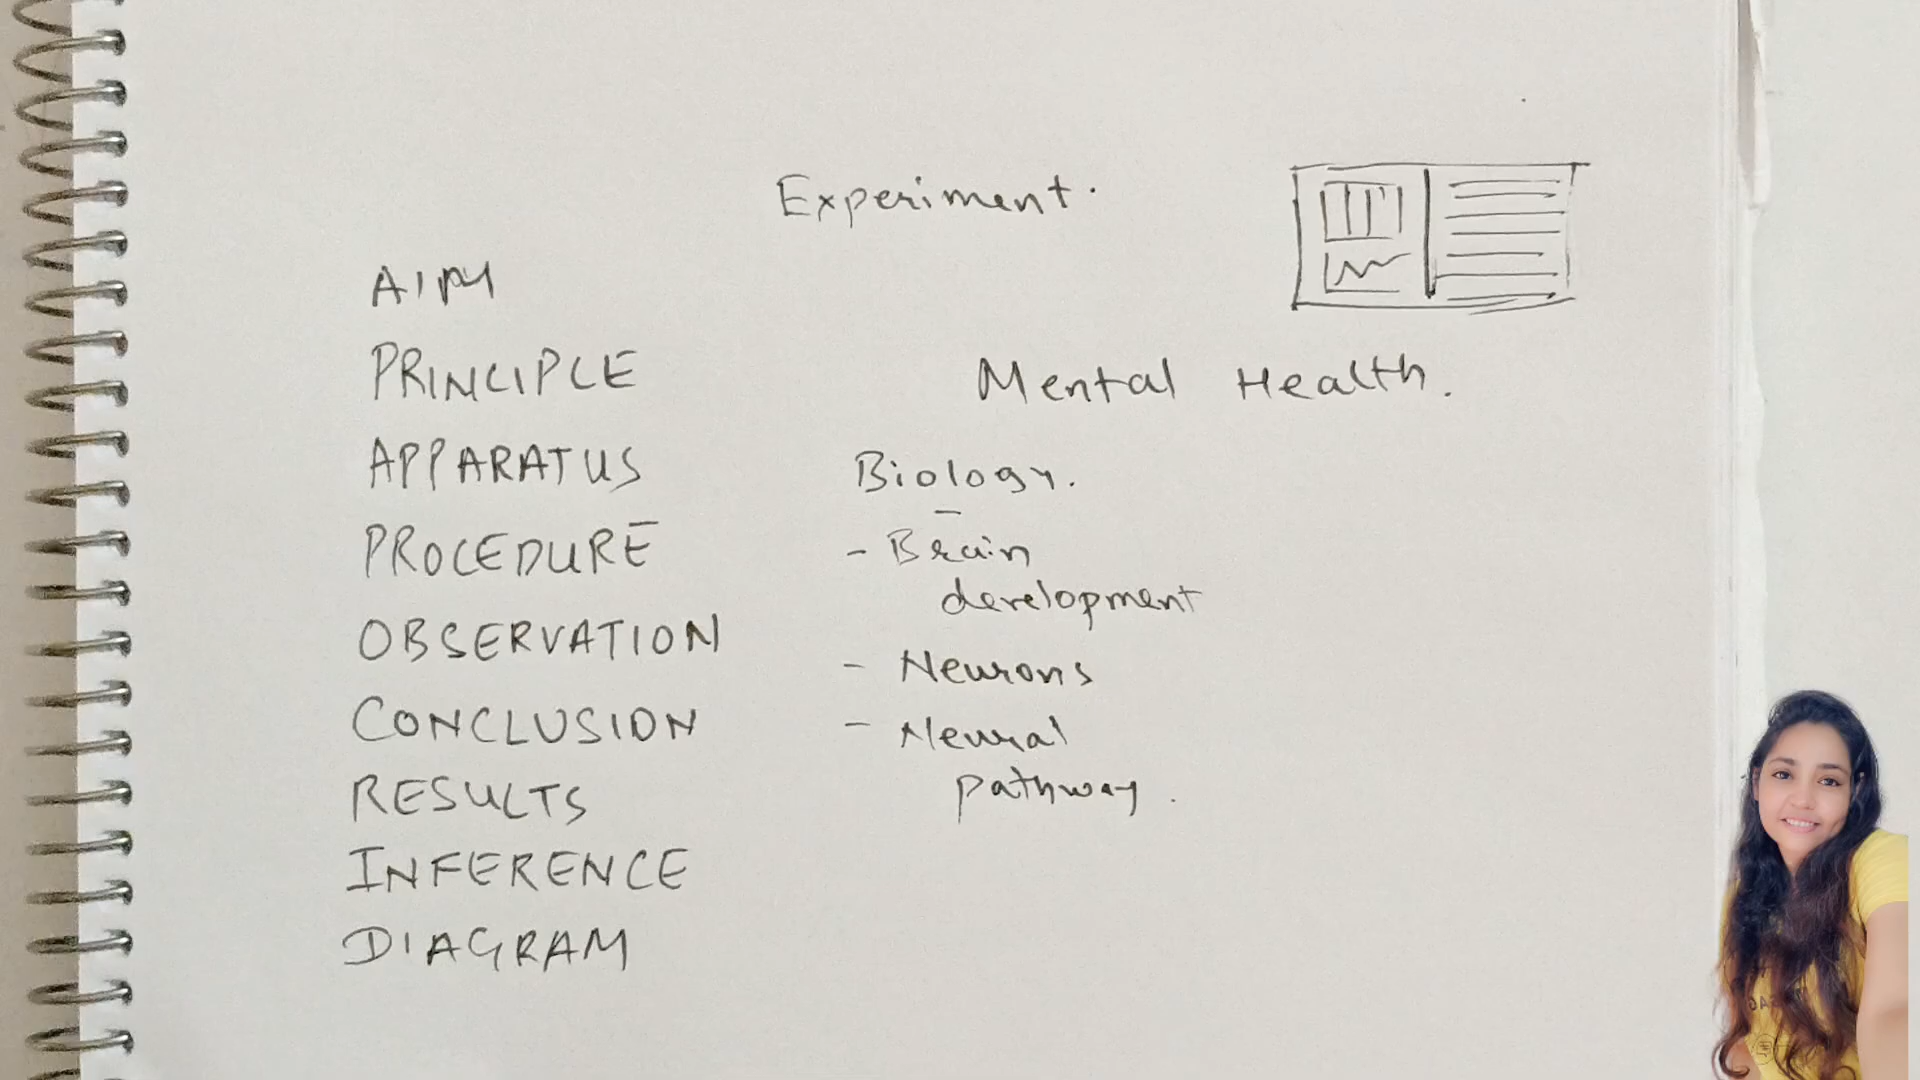 Experiment.
AIM
PRINCIPLE
APPARATUS
PROCEDURE
OBSERVATION
CONCLUSION
RESULTS
INFERENCE
DIAGRAM
Mental Health.
Biology.
- Brain
development
- Neurons
- Neural
pathway.